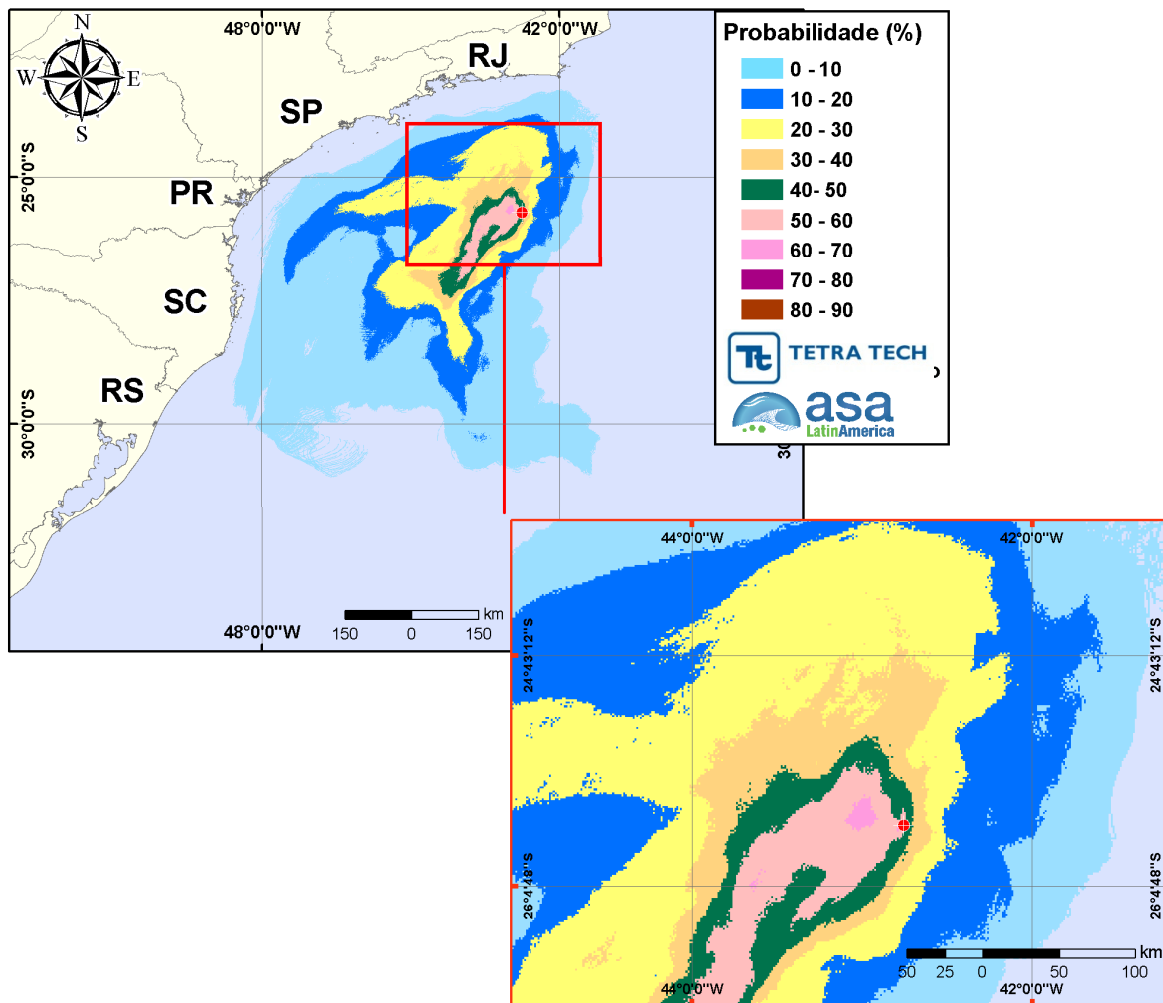 N
W E
S
48°0'0"W
42°0'0"W
RJ
SP
25°0'0"S
PR
SC
RS
30°0'0"S
30
48°0'0"W
km
150 0 150
Probabilidade (%)
0 - 10
10 - 20
20 - 30
30 - 40
40- 50
50 - 60
60 - 70
70 - 80
80 - 90
Tt TETRA TECH
asa
LatinAmerica
44°0'0"W
42°0'0"W
24°43'12"S
24°43'12"S
26°4'48"S
26°4'48"S
km
50 25 0 50 100
44°0'0"W
42°0'0"W